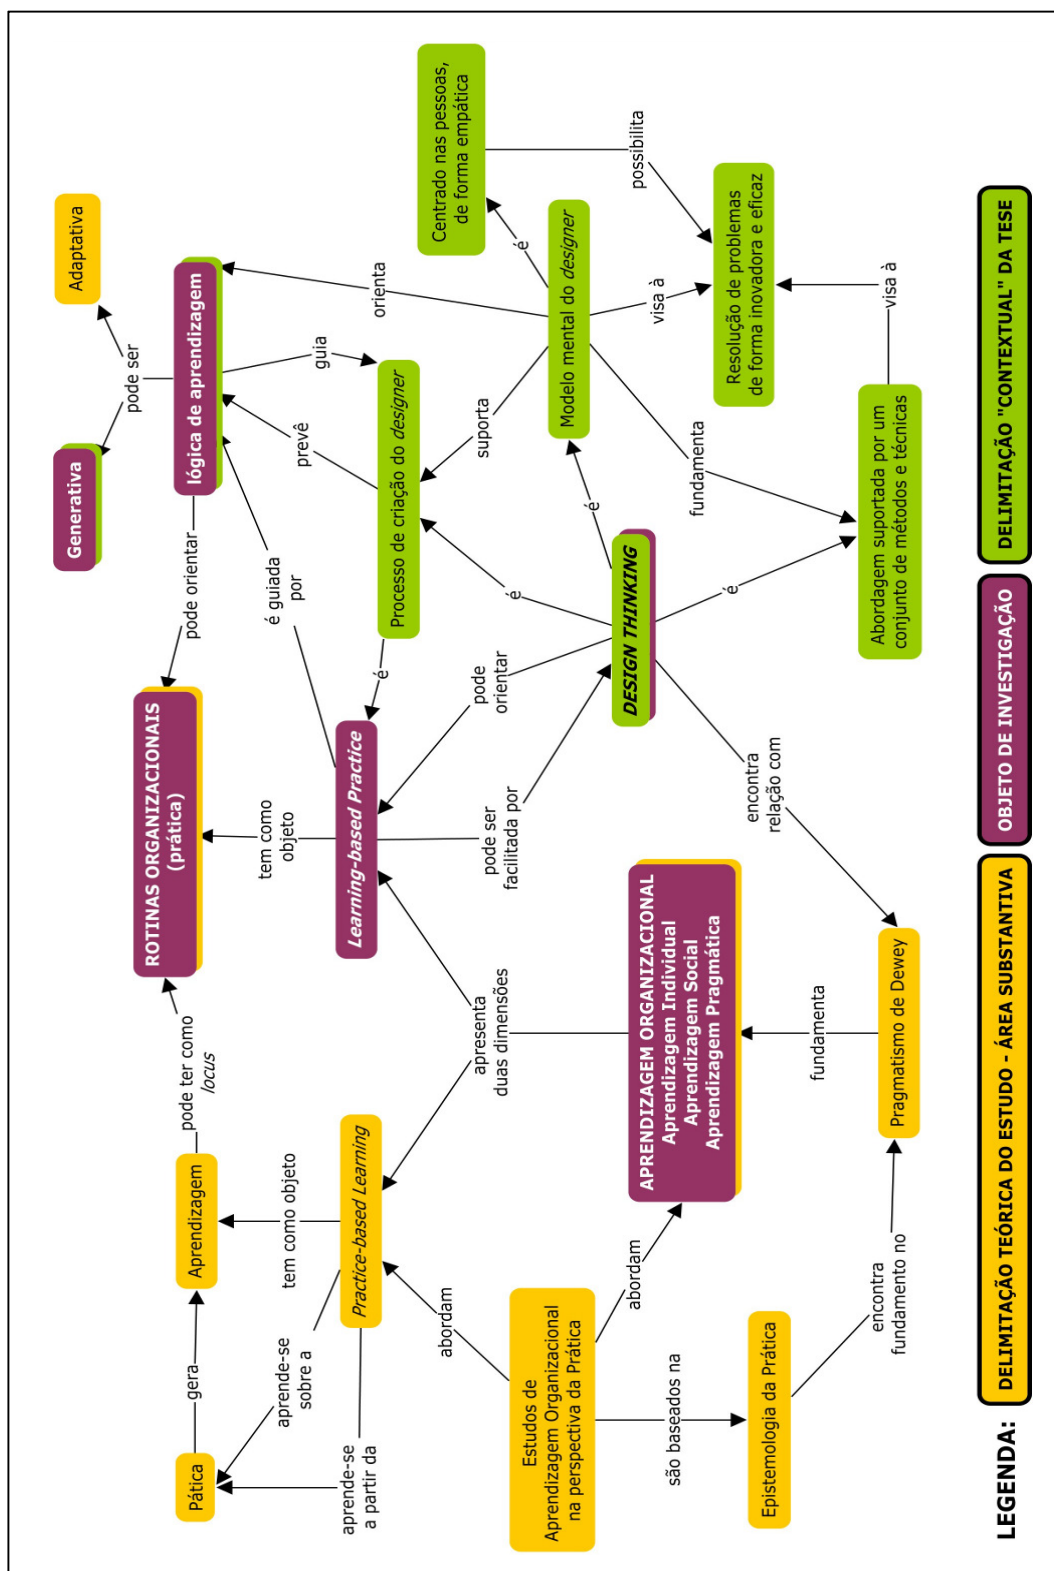 Pática
gera
Aprendizagem
pode ter como
locus
ROTINAS ORGANIZACIONAIS
(prática)
pode orientar
Generativa
pode ser
Adaptativa
lógica de aprendizagem
aprende-se
sobre a
aprende-se
a partir da
tem como objeto
Practice-based Learning
tem como
objeto
Learning-based Practice
é guiada
por
prevê
guia
é
Processo de criação do designer
orienta
suporta
Centrado nas pessoas,
de forma empática
é
possibilita
abordam
apresenta
duas dimensões
pode ser
facilitada por
pode
orientar
é
é
Modelo mental do designer
Estudos de
Aprendizagem Organizacional
na perspectiva da Prática
abordam
APRENDIZAGEM ORGANIZACIONAL
Aprendizagem Individual
Aprendizagem Social
Aprendizagem Pragmática
DESIGN THINKING
visa à
Resolução de problemas
de forma inovadora e eficaz
são baseados na
fundamenta
encontra
relação com
é
fundamenta
visa à
Epistemologia da Prática
encontra
fundamento no
Pragmatismo de Dewey
Abordagem suportada por um
conjunto de métodos e técnicas
LEGENDA:
DELIMITAÇÃO TEÓRICA DO ESTUDO - ÁREA SUBSTANTIVA
OBJETO DE INVESTIGAÇÃO
DELIMITAÇÃO "CONTEXTUAL" DA TESE